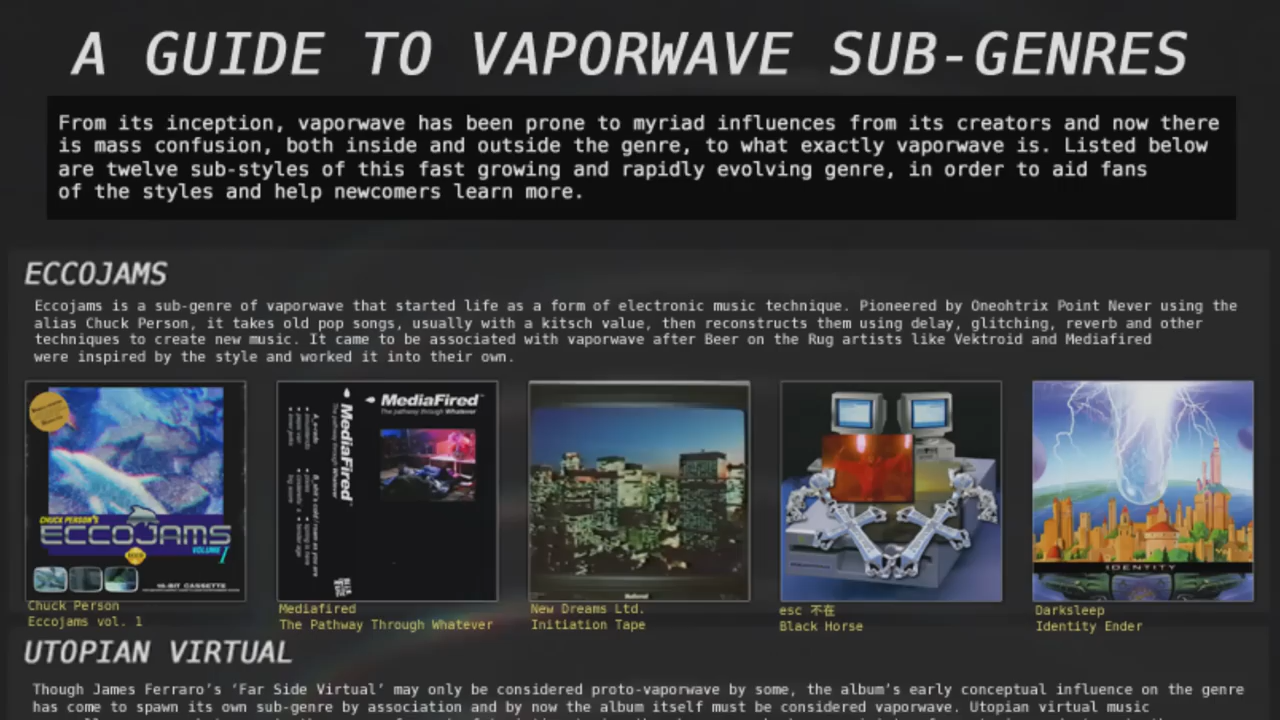 A GUIDE TO VAPORWAVE SUB-GENRES
From its inception, vaporwave has been prone to myriad influences from its creators and now there
is mass confusion, both inside and outside the genre, to what exactly vaporwave is. Listed below
are twelve sub-styles of this fast growing and rapidly evolving genre, in order to aid fans
of the styles and help newcomers learn more.
ECCOJAMS
Eccojams is a sub-genre of vaporwave that started life as a form of electronic music technique. Pioneered by Oneohtrix Point Never using the
alias Chuck Person, it takes old pop songs, usually with a kitsch value, then reconstructs them using delay, glitching, reverb and other
techniques to create new music. It came to be associated with vaporwave after Beer on the Rug artists like Vektroid and Mediafired
were inspired by the style and worked it into their own.
CHUCK PERSON'S
ECCOJAMS
VOLUME 1
16-BIT CASSETTE
MediaFired
The pathway through Whatever
MediaFired
The pathway through Whatever
IDENTITY
Chuck Person
Eccojams vol. 1
Mediafired
The Pathway Through Whatever
New Dreams Ltd.
Initiation Tape
esc 不在
Black Horse
Darksleep
Identity Ender
UTOPIAN VIRTUAL
Though James Ferraro's 'Far Side Virtual' may only be considered proto-vaporwave by some, the album's early conceptual influence on the genre
has come to spawn its own sub-genre by association and by now the album itself must be considered vaporwave. Utopian virtual music